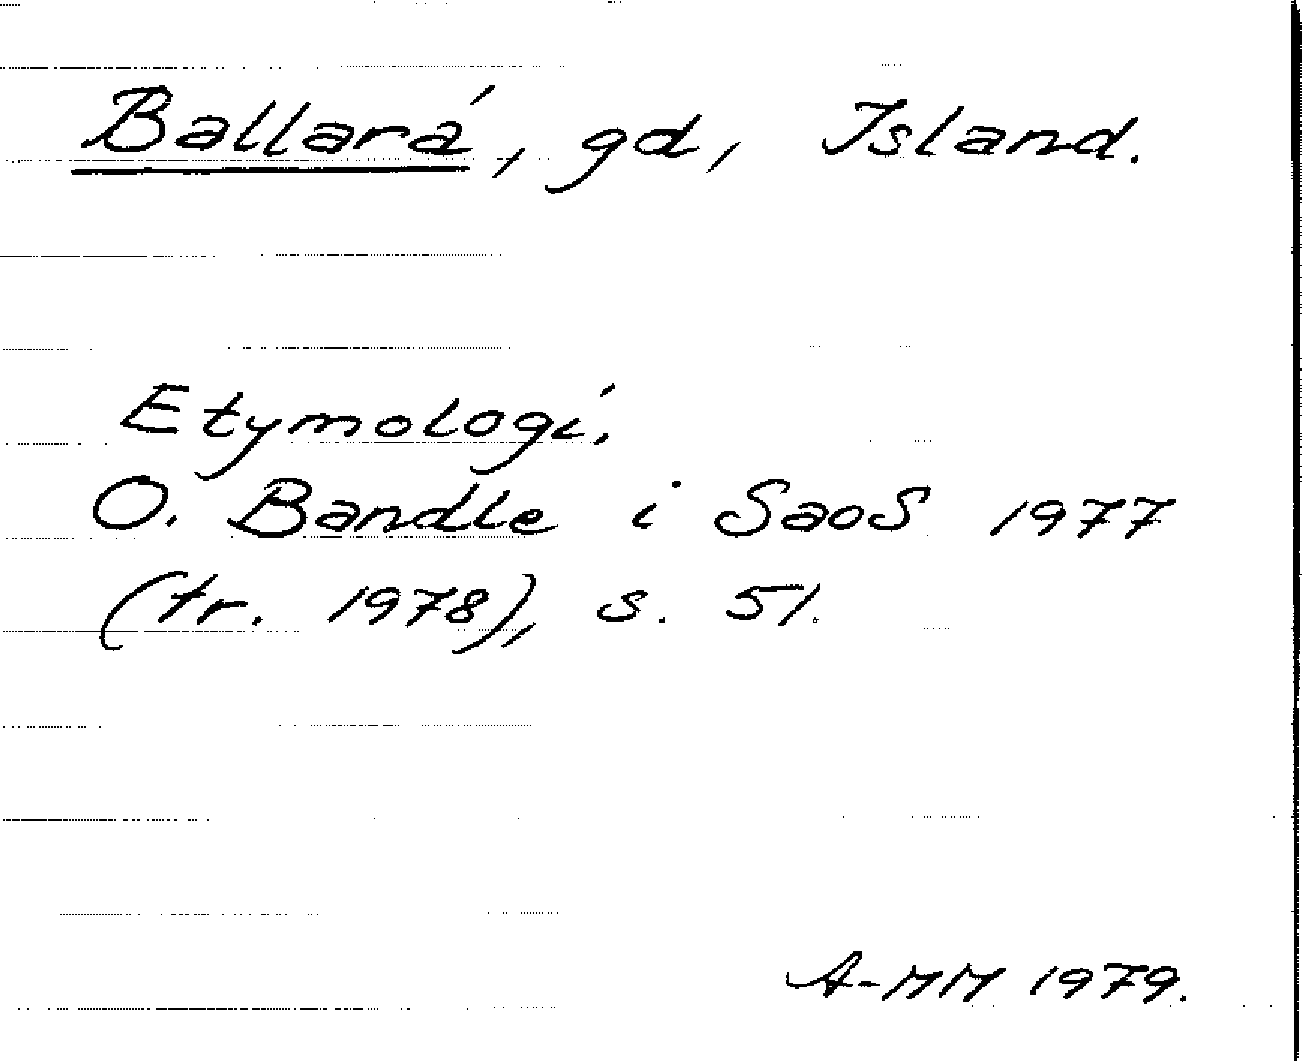 Ballará, gd, Island.
Etymologi.
O. Bandle i SaoS 1977
(tr. 1978), s. 51.
A-MM 1979.